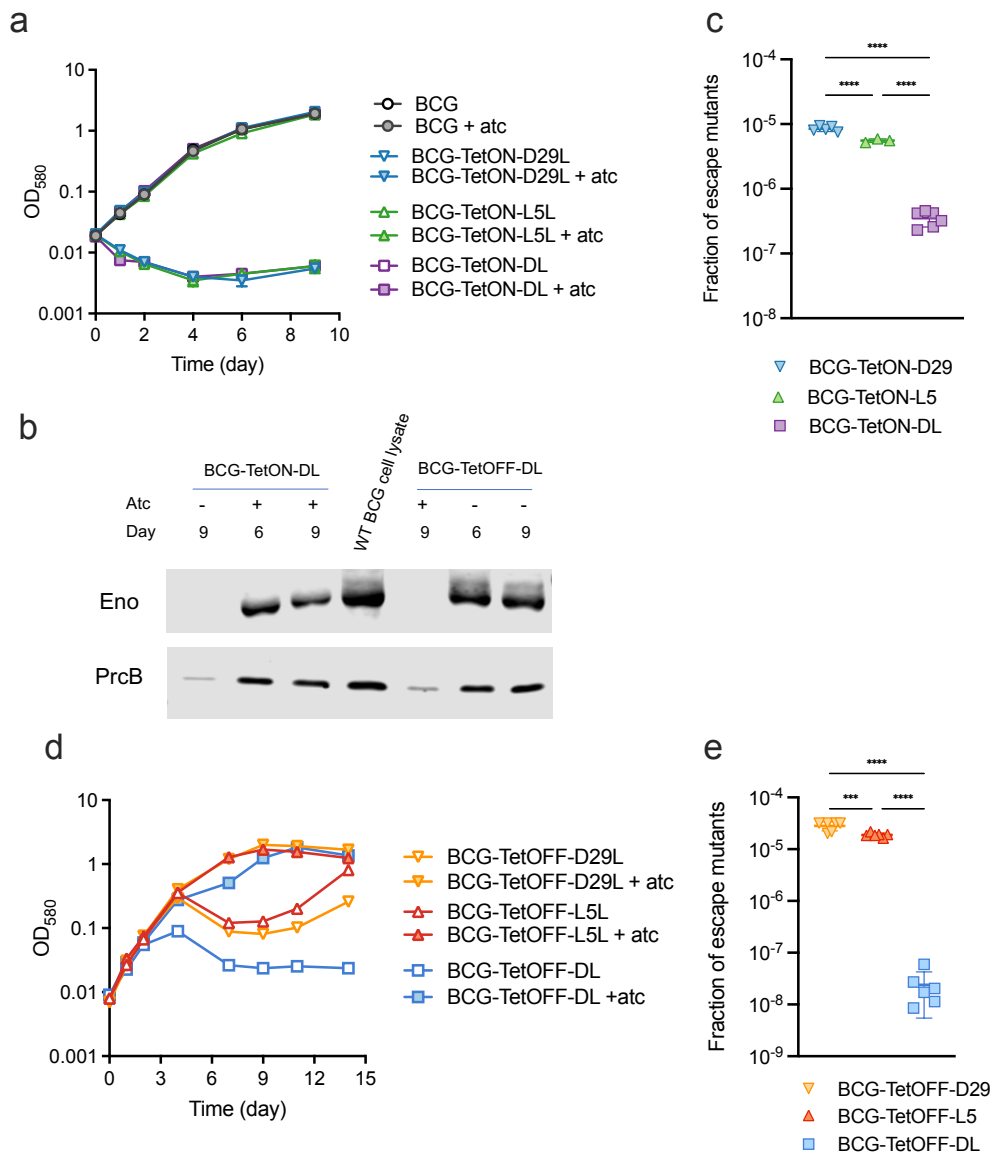 a
10
1
0.1
0.01
0.001
OD580
0
2
4
6
8
10
Time (day)
BCG
BCG + atc
BCG-TetON-D29L
BCG-TetON-D29L + atc
BCG-TetON-L5L
BCG-TetON-L5L + atc
BCG-TetON-DL
BCG-TetON-DL + atc
c
Fraction of escape mutants
10-4
10-5
10-6
10-7
10-8
****
**** ****
BCG-TetON-D29
BCG-TetON-L5
BCG-TetON-DL
b
BCG-TetON-DL
WT BCG cell lysate
BCG-TetOFF-DL
Atc - + + + - -
Day 9 6 9 9 6 9
Eno
PrcB
d
10
1
0.1
0.01
0.001
OD580
0
3
6
9
12
15
Time (day)
BCG-TetOFF-D29L
BCG-TetOFF-D29L + atc
BCG-TetOFF-L5L
BCG-TetOFF-L5L + atc
BCG-TetOFF-DL
BCG-TetOFF-DL +atc
e
Fraction of escape mutants
10-4
10-5
10-6
10-7
10-8
10-9
****
*** ****
BCG-TetOFF-D29
BCG-TetOFF-L5
BCG-TetOFF-DL